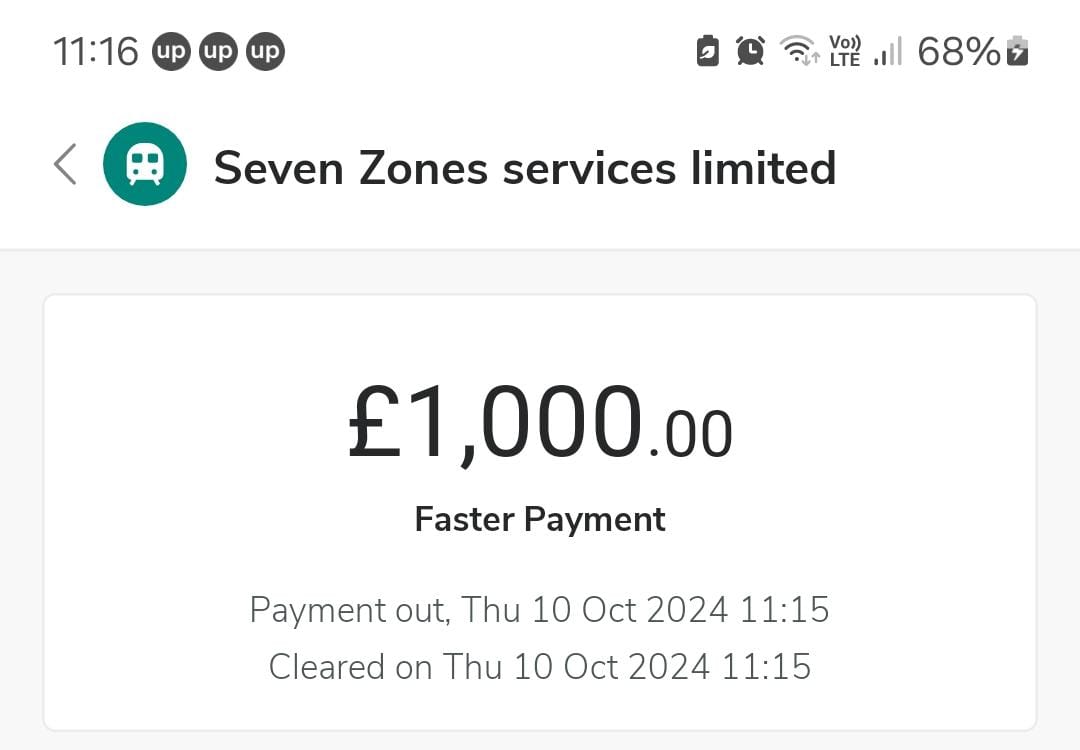 11:16 up up up Vo)) LTE 68%
Seven Zones services limited
£1,000.00
Faster Payment
Payment out, Thu 10 Oct 2024 11:15
Cleared on Thu 10 Oct 2024 11:15